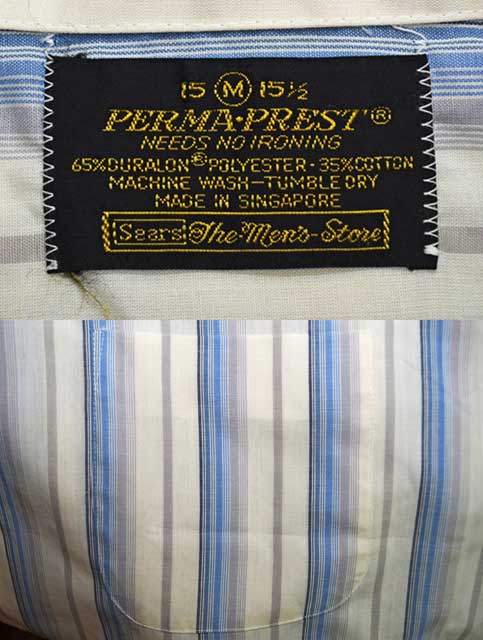 15 M 15½
PERMA·PREST®
NEEDS NO IRONING
65% DURALON® POLYESTER · 35% COTTON
MACHINE WASH–TUMBLE DRY
MADE IN SINGAPORE
Sears The Men's Store